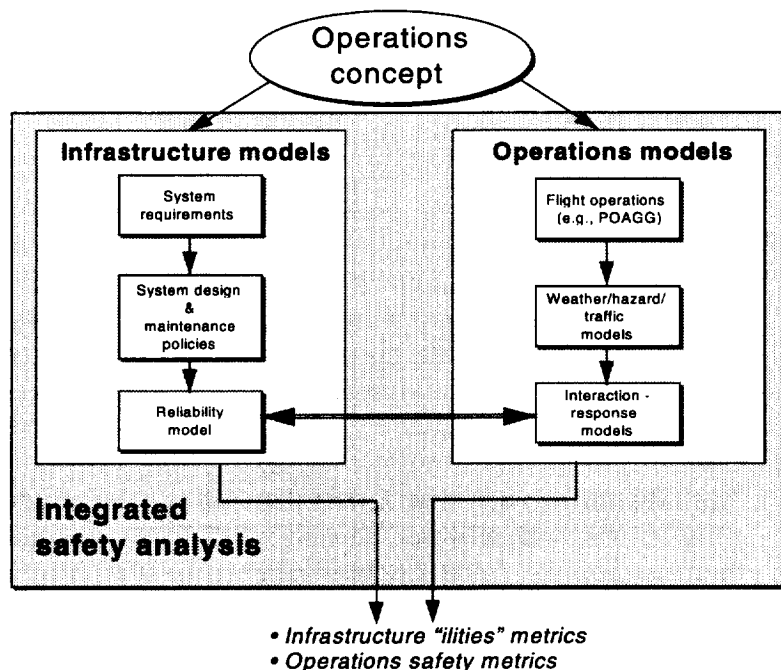 Operations
concept
Infrastructure models
System
requirements
System design
&
maintenance
policies
Reliability
model
Operations models
Flight operations
(e.g., POAGG)
Weather/hazard/
traffic
models
Interaction -
response
models
Integrated
safety analysis
• Infrastructure "ilities" metrics
• Operations safety metrics